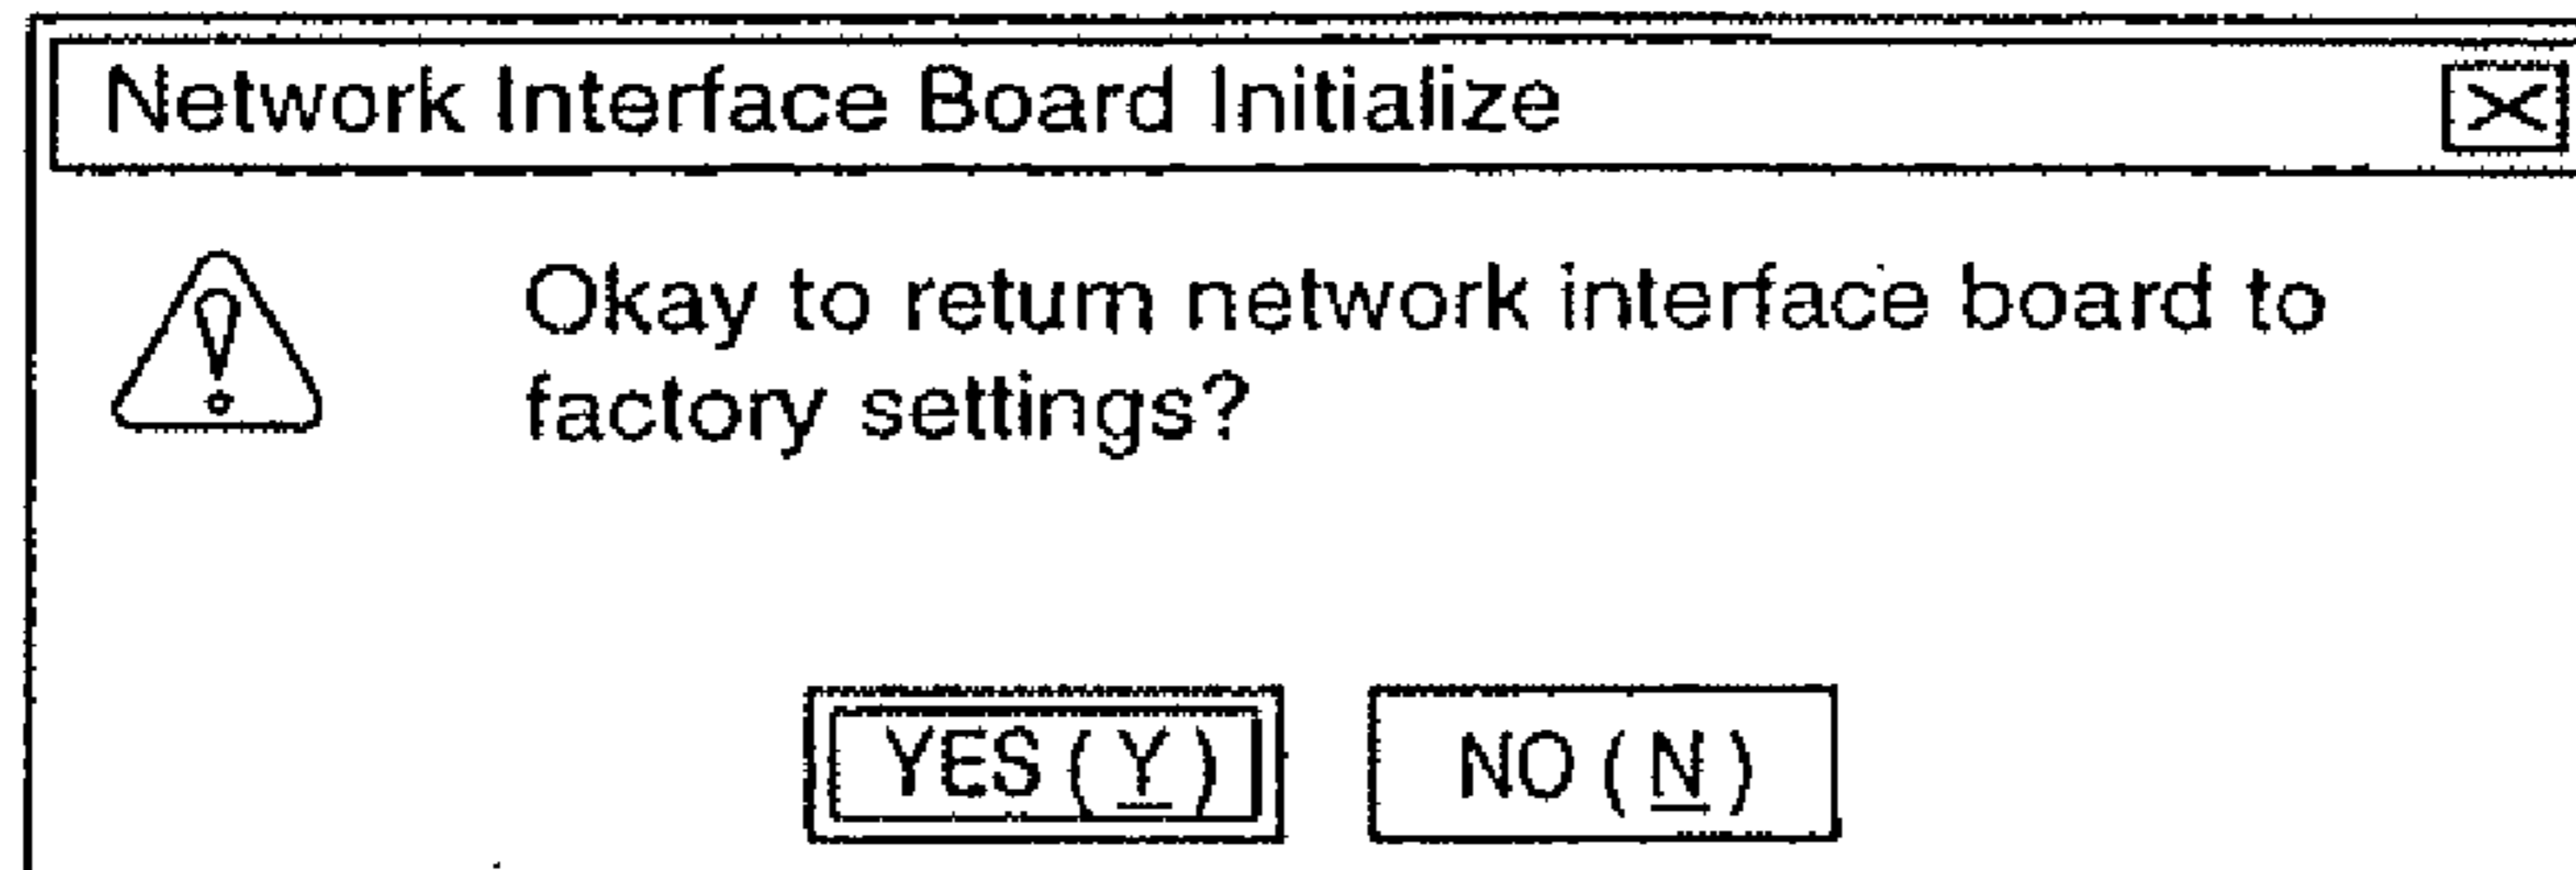 Network Interface Board Initialize
Okay to return network interface board to
factory settings?
YES (Y) NO (N)